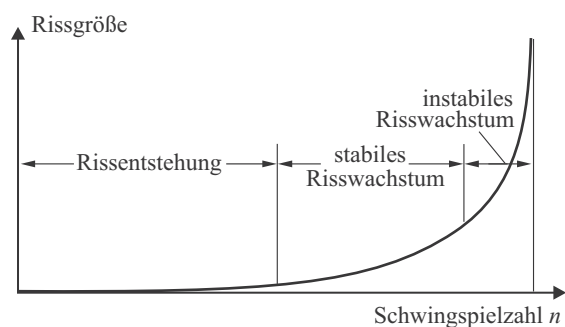 Rissgröße
instabiles
Risswachstum
Rissentstehung
stabiles
Risswachstum
Schwingspielzahl n